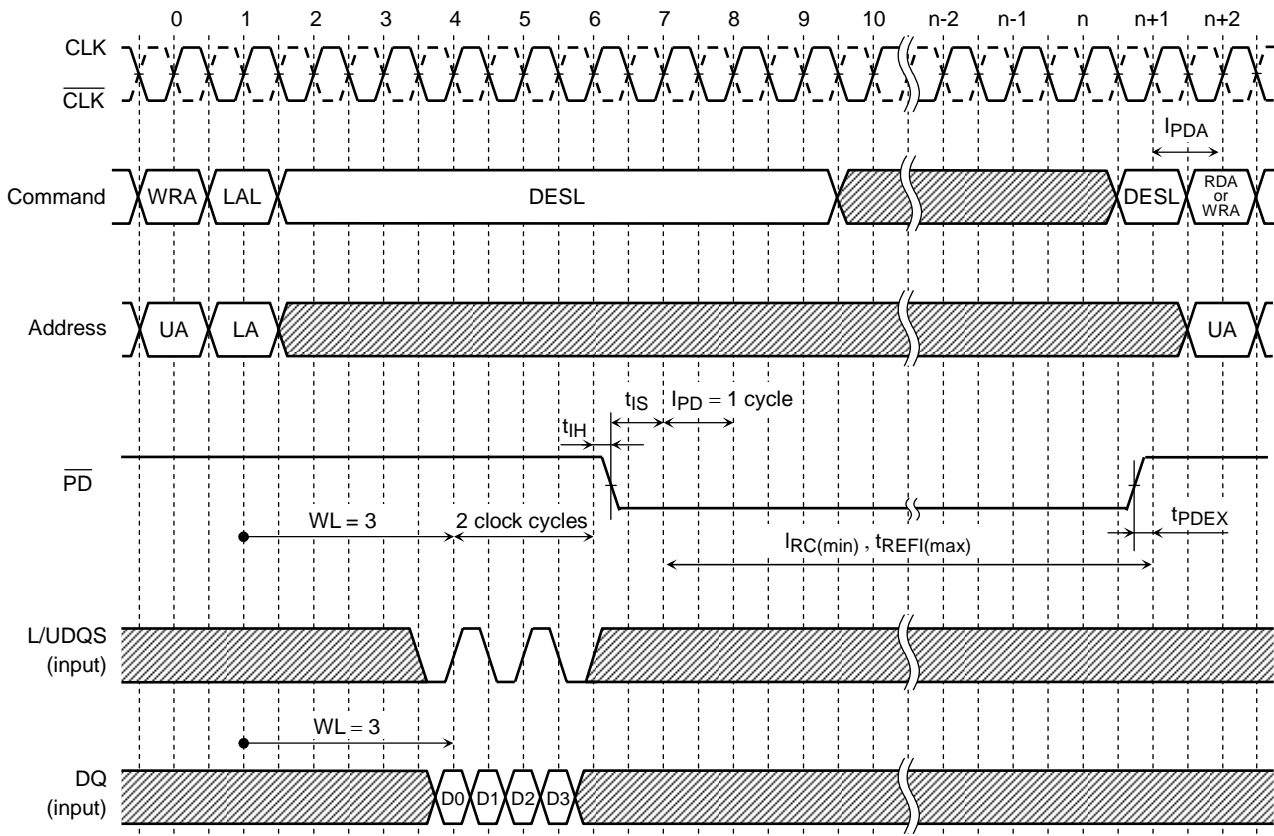 0 1 2 3 4 5 6 7 8 9 10 n-2 n-1 n n+1 n+2
CLK
CLK
IPDA
Command WRA LAL DESL DESL RDA or WRA
Address UA LA UA
tIS IPD = 1 cycle
tIH
PD
WL = 3 2 clock cycles tPDEX
IRC(min) , tREFI(max)
L/UDQS
(input)
WL = 3
DQ
(input)
D0 D1 D2 D3